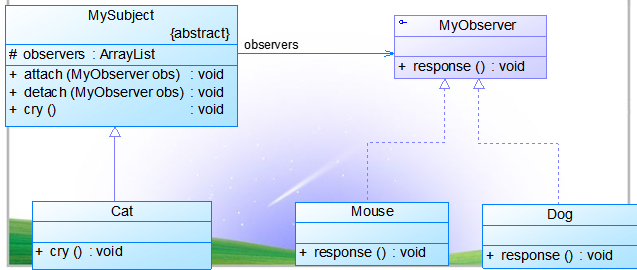 MySubject
{abstract}
# observers : ArrayList
+ attach (MyObserver obs) : void
+ detach (MyObserver obs) : void
+ cry () : void
observers
MyObserver
+ response () : void
Cat
+ cry () : void
Mouse
+ response () : void
Dog
+ response () : void